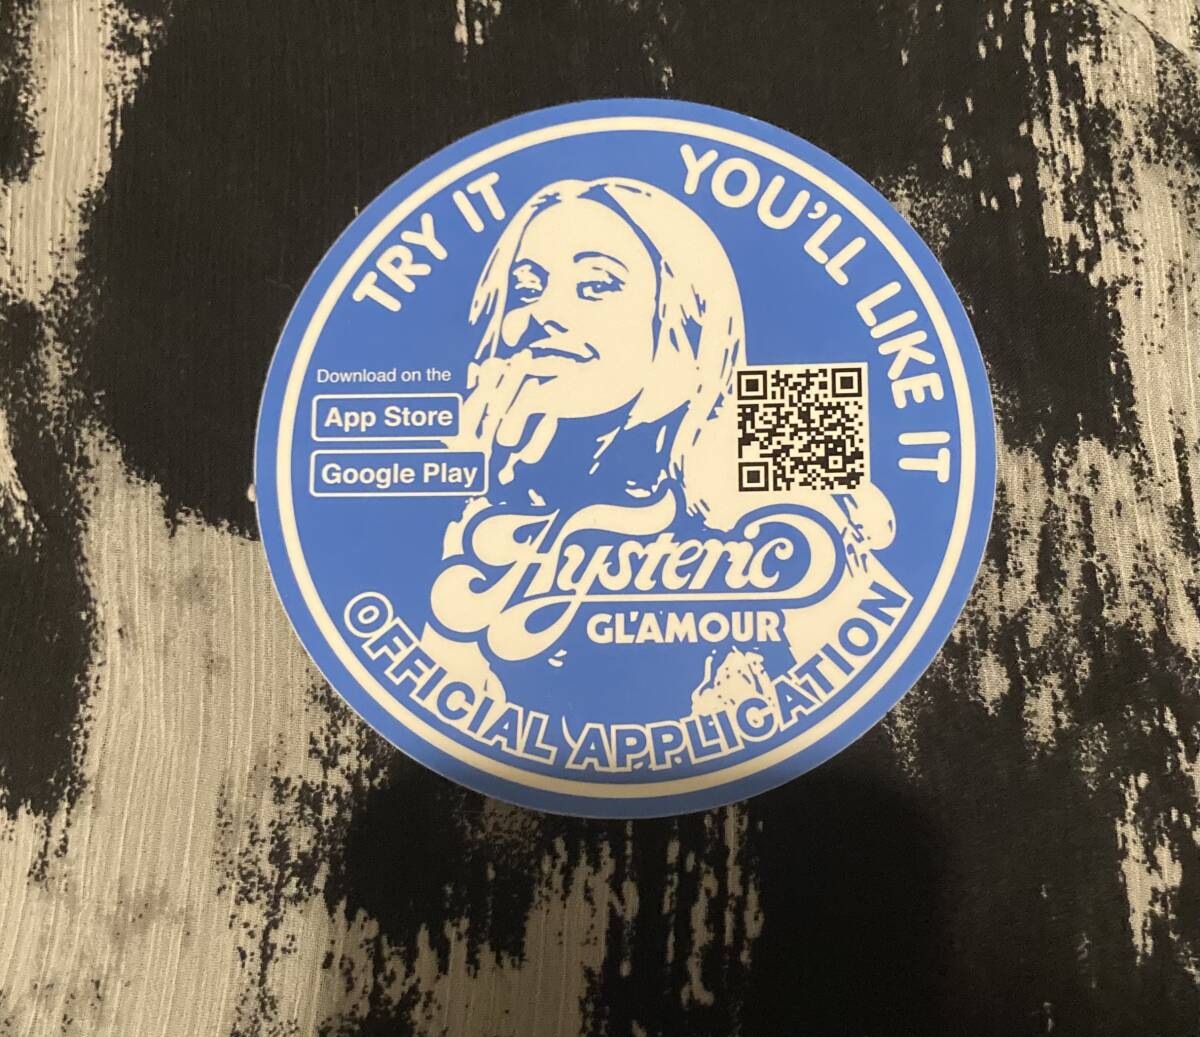 TRY IT
YOU'LL LIKE IT
Download on the
App Store
Google Play
Hysteric
GLAMOUR
OFFICIAL APPLICATION